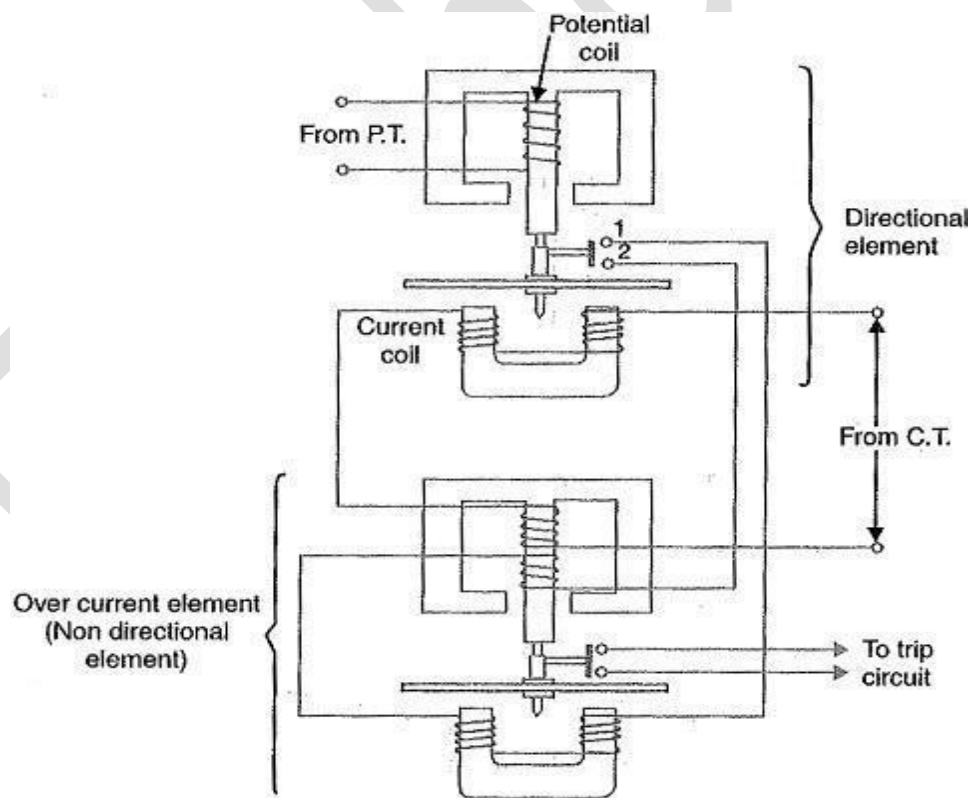 Potential
coil
From P.T.
1
2
Directional
element
Current
coil
From C.T.
Over current element
(Non directional
element)
To trip
circuit